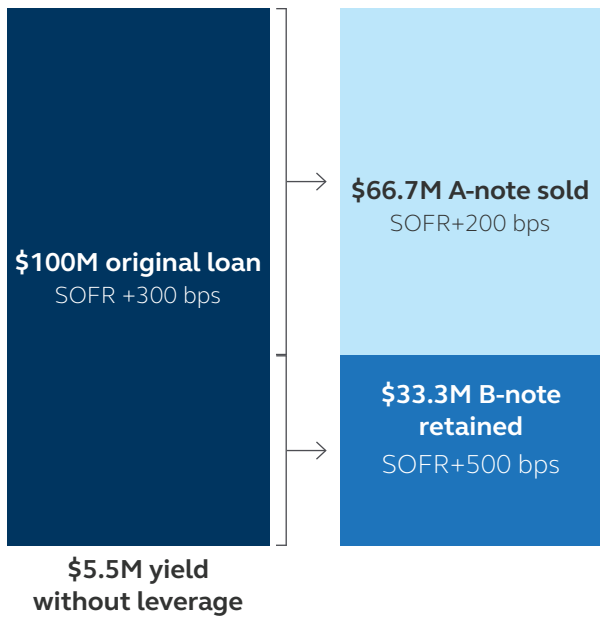 $100M original loan
SOFR +300 bps
$5.5M yield
without leverage
$66.7M A-note sold
SOFR+200 bps
$33.3M B-note
retained
SOFR+500 bps